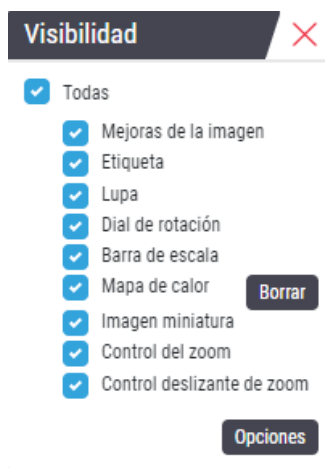 Visibilidad
Todas
Mejoras de la imagen
Etiqueta
Lupa
Dial de rotación
Barra de escala
Mapa de calor
Borrar
Imagen miniatura
Control del zoom
Control deslizante de zoom
Opciones